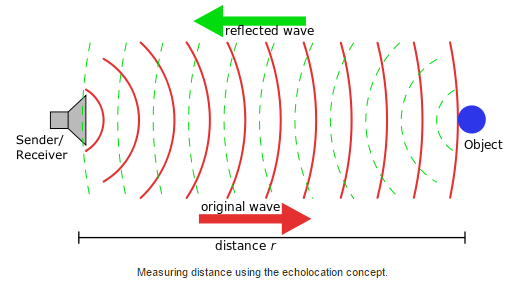 reflected wave
Sender/
Receiver
Object
original wave
distance r
Measuring distance using the echolocation concept.